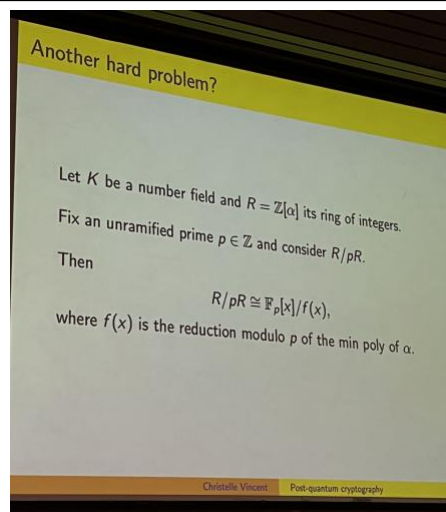 Another hard problem?
Let K be a number field and R = ℤ[α] its ring of integers.
Fix an unramified prime p ∈ ℤ and consider R/pR.
Then
R/pR ≅ 𝔽ₚ[x]/f(x),
where f(x) is the reduction modulo p of the min poly of α.
Christelle Vincent Post-quantum cryptography